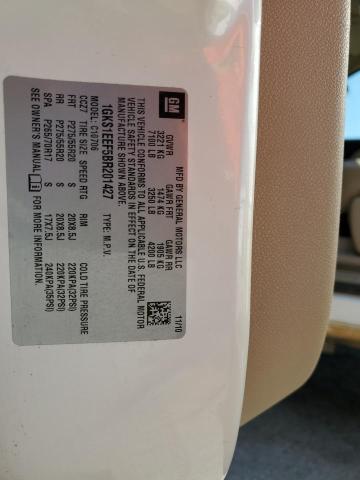 GM
MFD BY GENERAL MOTORS LLC 11/10
GVWR GAWR FRT GAWR RR
3221 KG 1474 KG 1905 KG
7100 LB 3250 LB 4200 LB
THIS VEHICLE CONFORMS TO ALL APPLICABLE U.S. FEDERAL MOTOR
VEHICLE SAFETY STANDARDS IN EFFECT ON THE DATE OF
MANUFACTURE SHOWN ABOVE.
1GKS1EEF5BR201427 TYPE: M.P.V.
MODEL: C10706
CCZ7 TIRE SIZE SPEED RTG RIM COLD TIRE PRESSURE
FRT P275/55R20 S 20X8.5J 220KPA(32PSI)
RR P275/55R20 S 20X8.5J 220KPA(32PSI)
SPA P265/70R17 S 17X7.5J 240KPA(35PSI)
SEE OWNER'S MANUAL FOR MORE INFORMATION